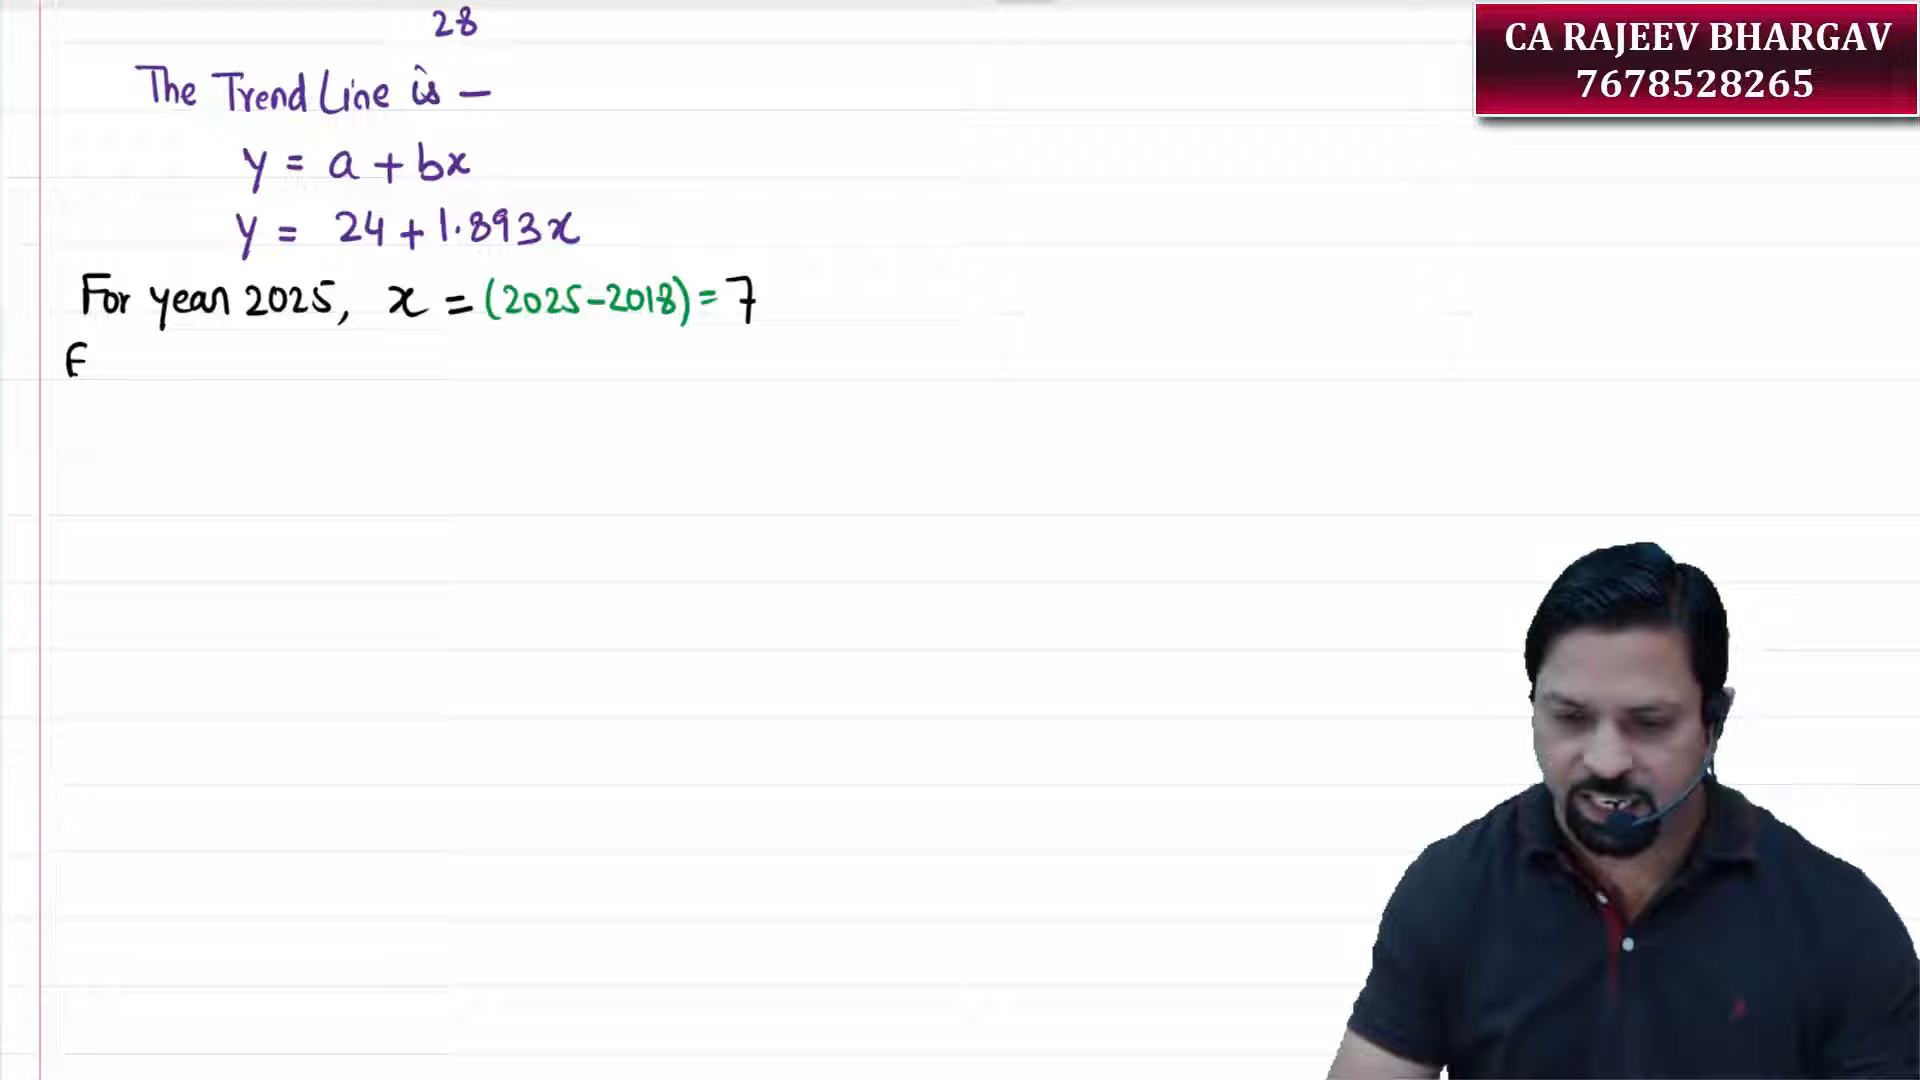 28
CA RAJEEV BHARGAV
7678528265
The Trend Line is —
y = a + bx
y = 24 + 1.893x
For year 2025, x = (2025-2018) = 7
E